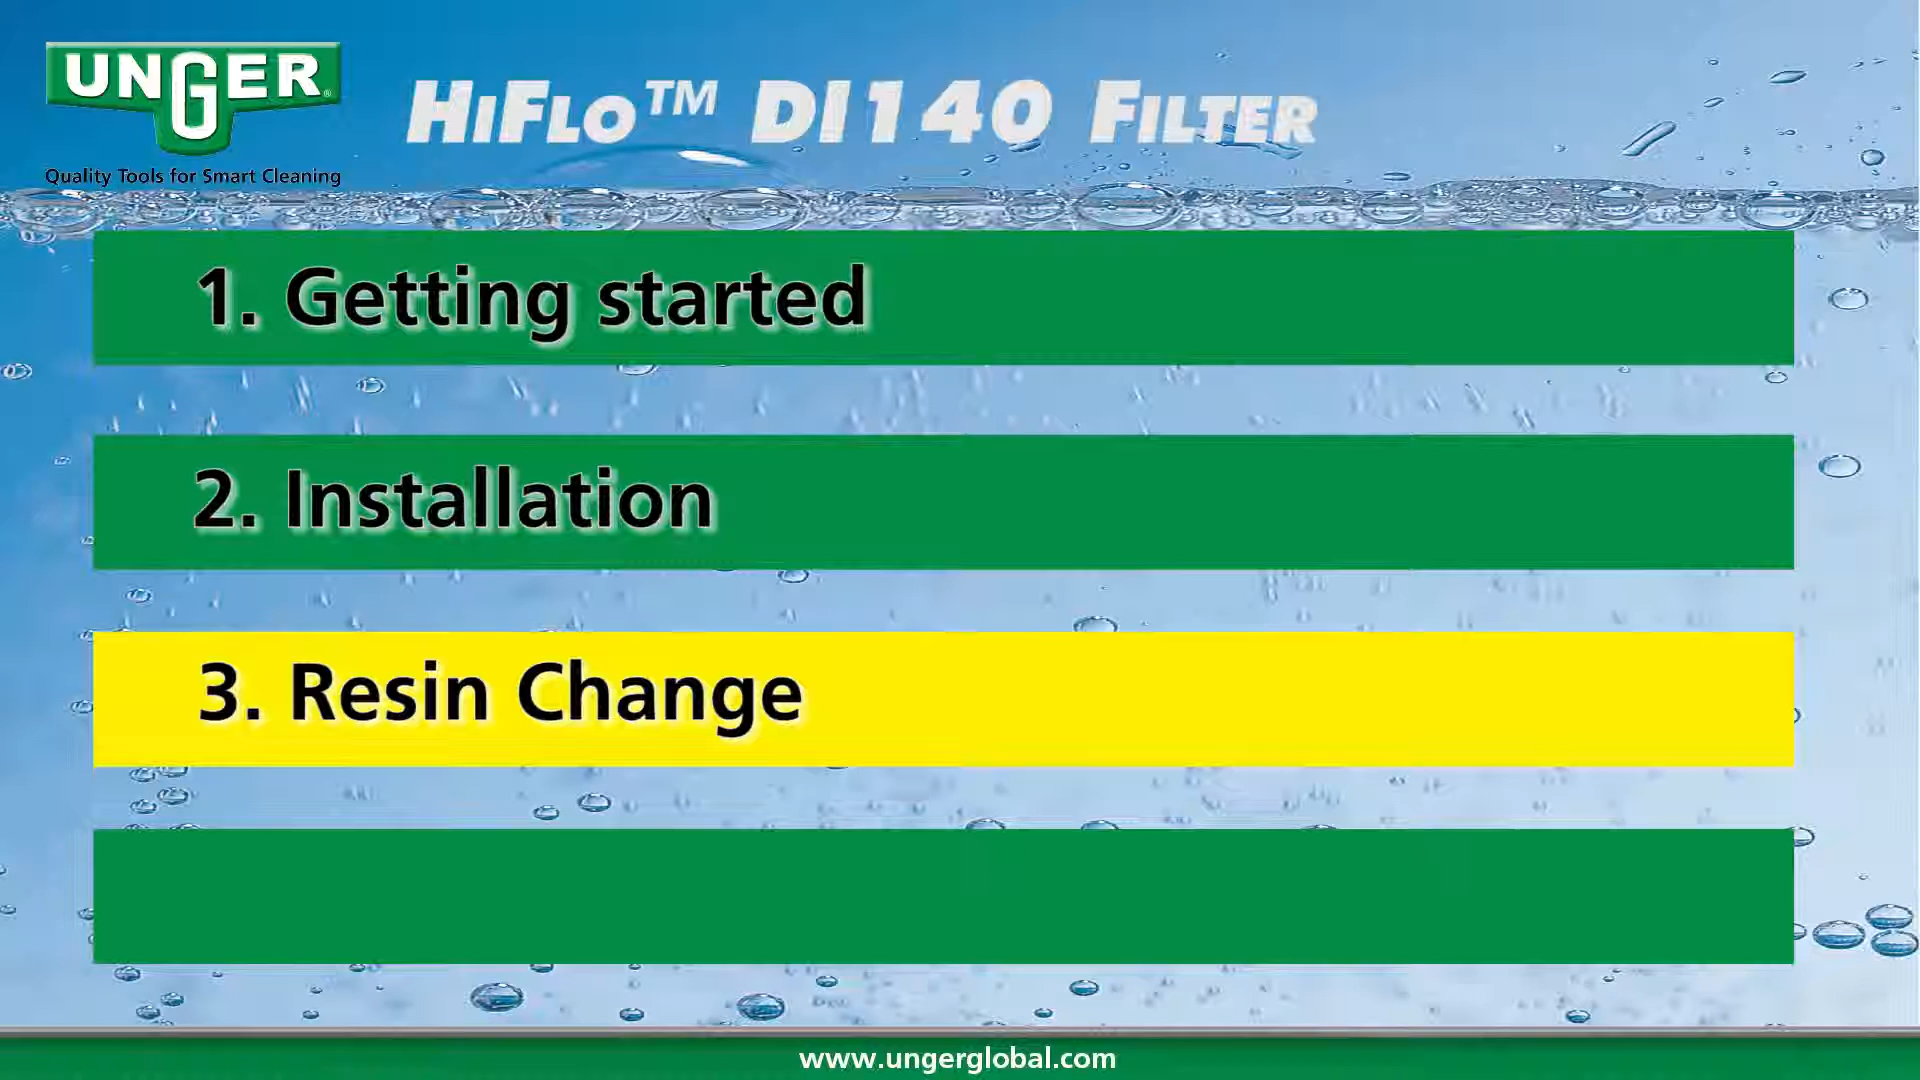 UNGER®
Quality Tools for Smart Cleaning
HiFlo™ DI140 Filter
1. Getting started
2. Installation
3. Resin Change
www.ungerglobal.com